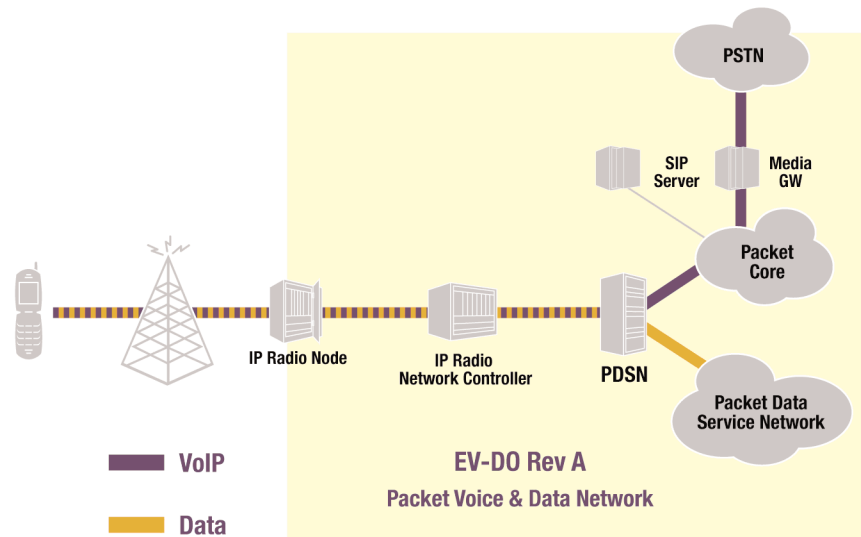 PSTN
SIP
Server
Media
GW
Packet
Core
IP Radio Node
IP Radio
Network Controller
PDSN
Packet Data
Service Network
VoIP
Data
EV-DO Rev A
Packet Voice & Data Network